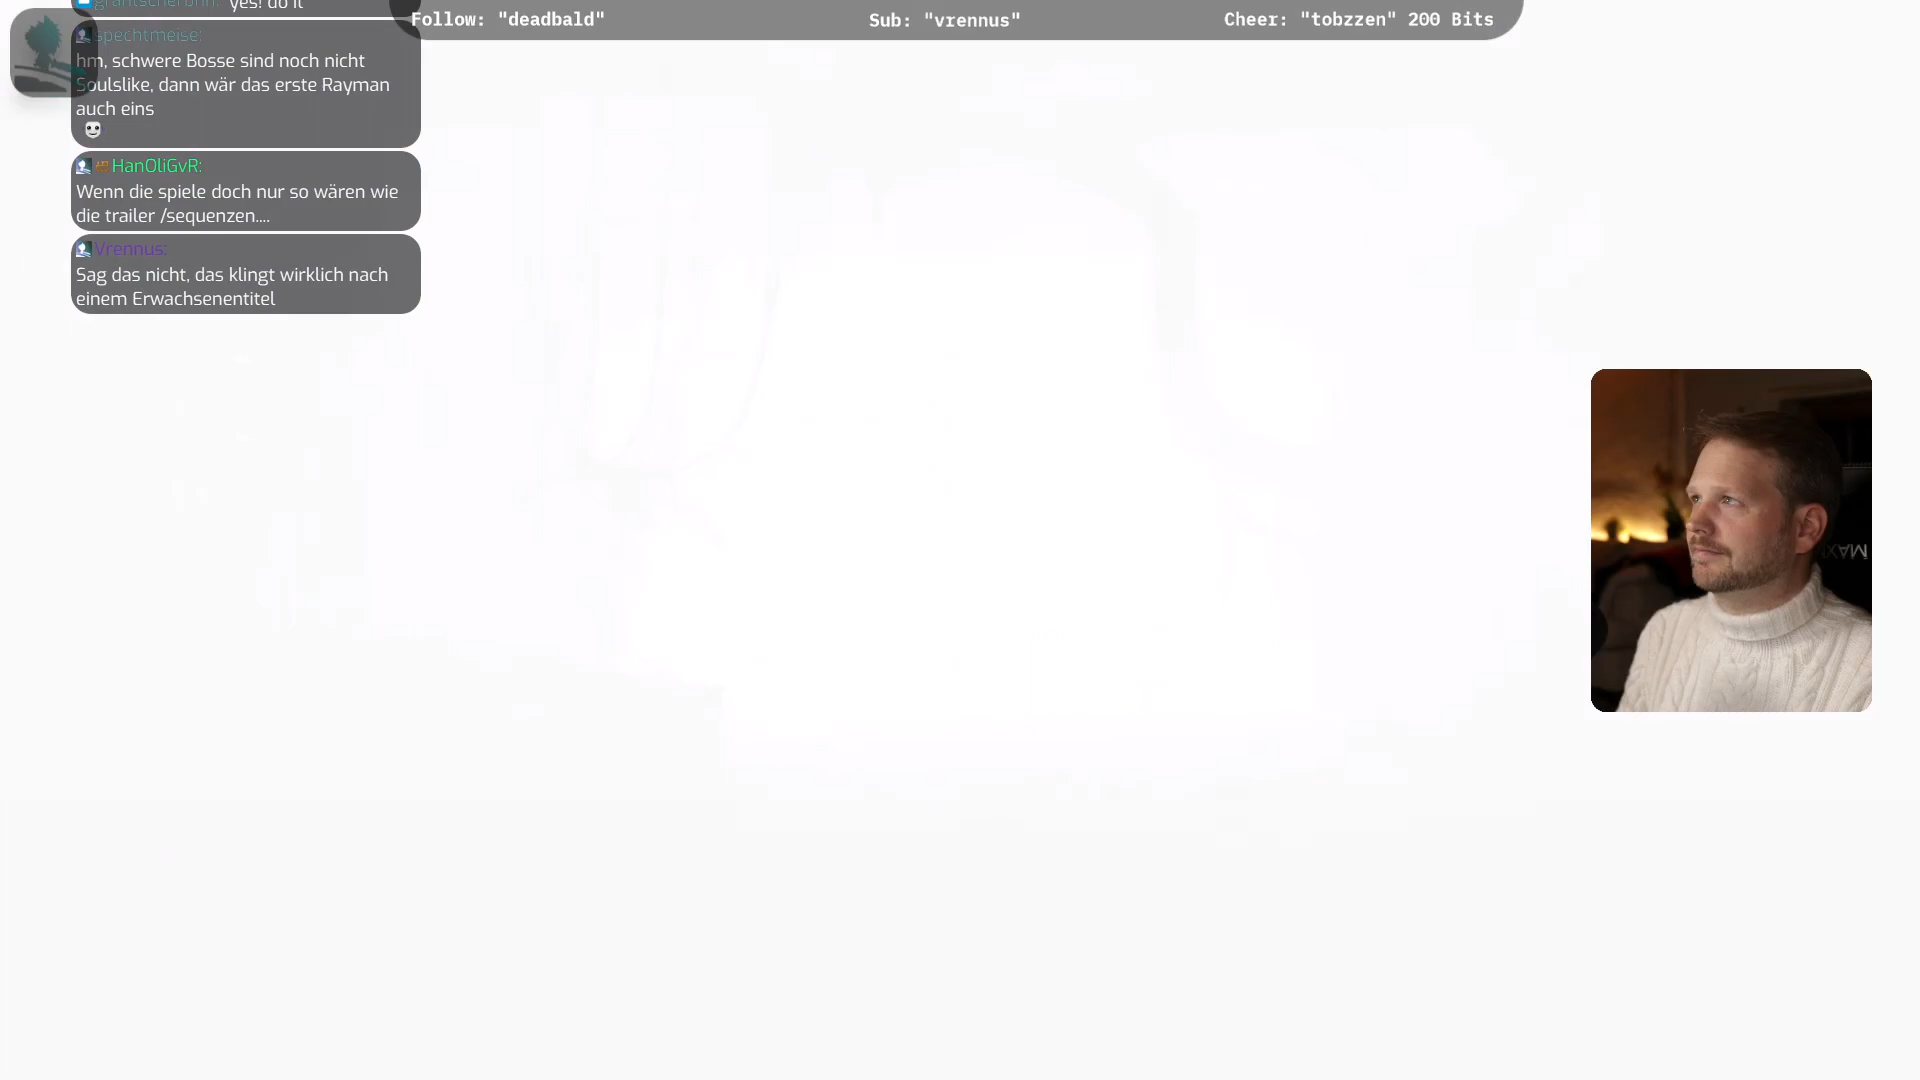 yes! do it
Follow: "deadbald"
Sub: "vrennus"
Cheer: "tobzzen" 200 Bits
spechtmeise:
hm, schwere Bosse sind noch nicht
Soulslike, dann wär das erste Rayman
auch eins
HanOliGvR:
Wenn die spiele doch nur so wären wie
die trailer /sequenzen....
Vrennus:
Sag das nicht, das klingt wirklich nach
einem Erwachsenentitel